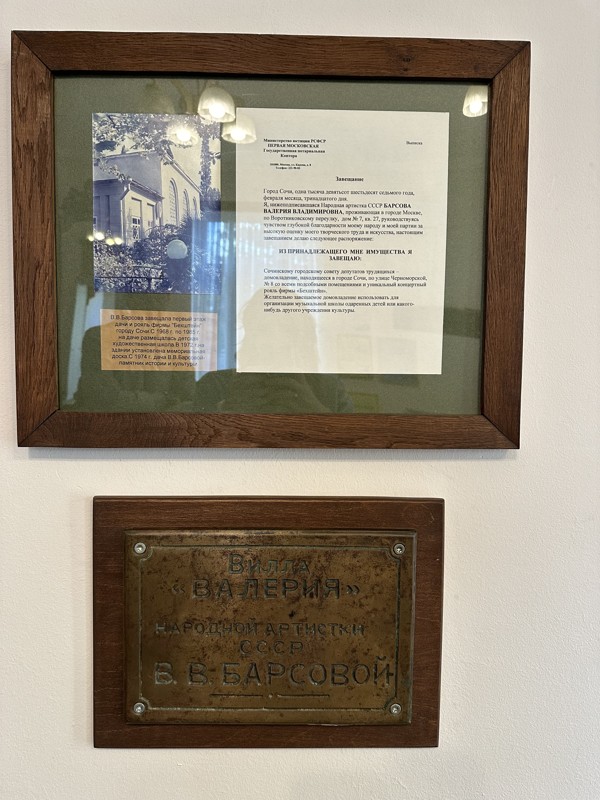 Министерство юстиции РСФСР
ПЕРВАЯ МОСКОВСКАЯ
Государственная нотариальная
Контора
Выписка
Завещание
Город Сочи, одна тысяча девятьсот шестьдесят седьмого года,
февраля месяца, тринадцатого дня.
Я, нижеподписавшаяся Народная артистка СССР БАРСОВА
ВАЛЕРИЯ ВЛАДИМИРОВНА, проживающая в городе Москве,
по Воротниковскому переулку, дом № 7, кв. 27, руководствуясь
чувством глубокой благодарности моему народу и моей партии за
высокую оценку моего творческого труда в искусстве, настоящим
завещанием делаю следующее распоряжение:
ИЗ ПРИНАДЛЕЖАЩЕГО МНЕ ИМУЩЕСТВА Я
ЗАВЕЩАЮ:
Сочинскому городскому совету депутатов трудящихся –
домовладение, находящееся в городе Сочи, по улице Черноморской,
№ 8 со всеми подсобными помещениями и уникальный концертный
рояль фирмы «Бехштейн».
Желательно завещаемое домовладение использовать для
организации музыкальной школы одаренных детей или какого-
нибудь другого учреждения культуры.
В.В.Барсова завещала первый этаж
дачи и рояль фирмы "Бехштейн"
городу Сочи.С 1968 г. по
на даче размещалась детская
художественная школа.В на
здании установлена мемориальная
доска.С 1974 г. дача В.В.Барсовой-
памятник истории и культуры
Вилла
«ВАЛЕРИЯ»
НАРОДНОЙ АРТИСТКИ
СССР
В. В. БАРСОВОЙ